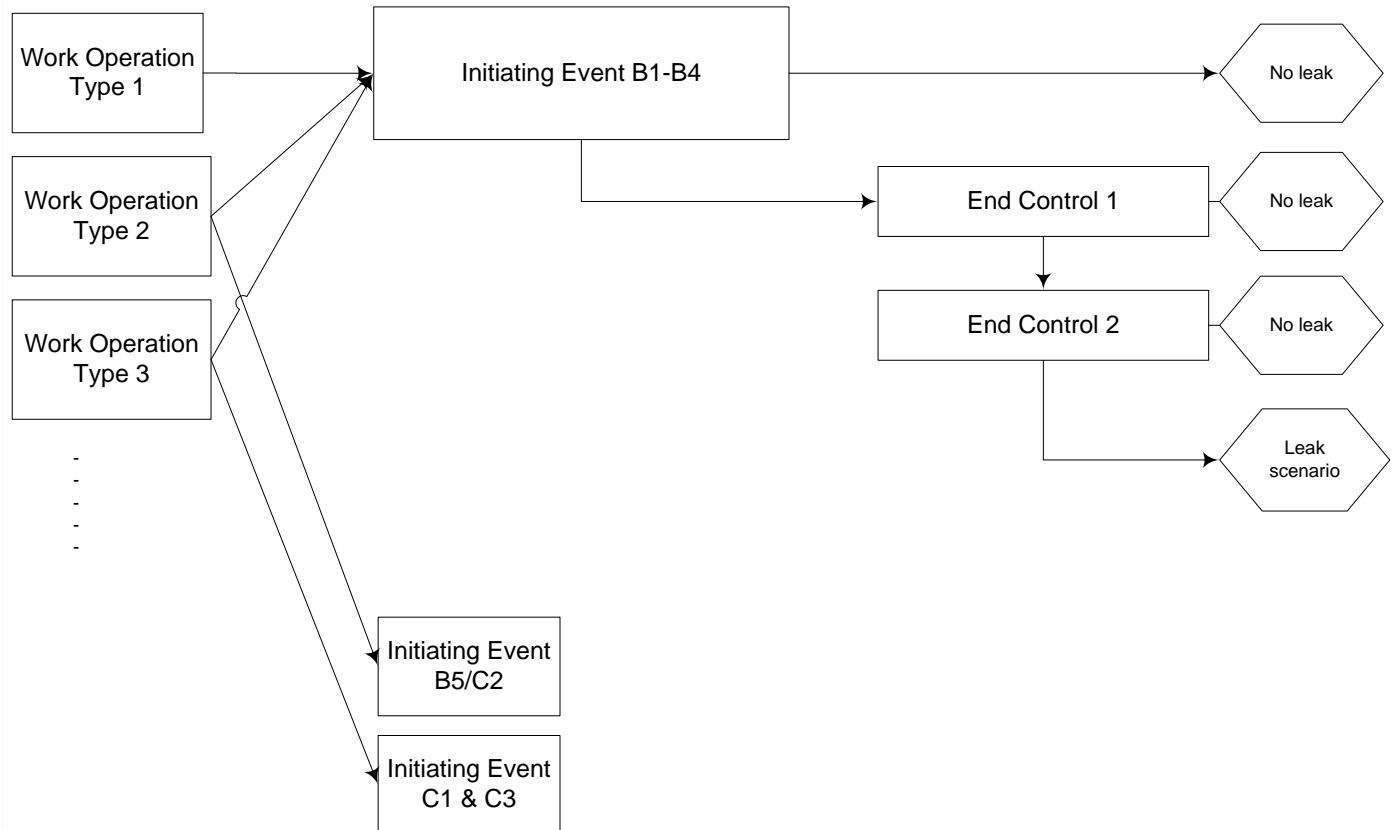 Work Operation
Type 1
Initiating Event B1-B4
No leak
Work Operation
Type 2
End Control 1
No leak
Work Operation
Type 3
End Control 2
No leak
Leak
scenario
-
-
-
-
-
Initiating Event
B5/C2
Initiating Event
C1 & C3